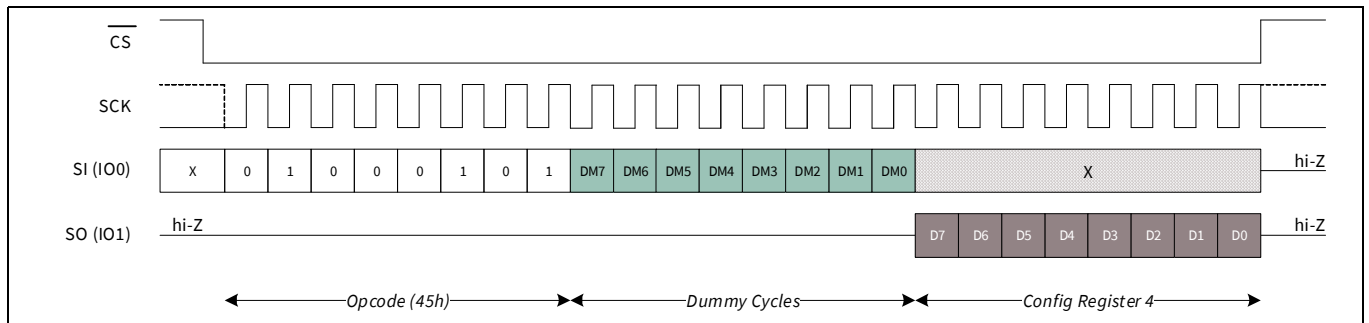 CS
SCK
SI (IO0) X 0 1 0 0 0 1 0 1 DM7 DM6 DM5 DM4 DM3 DM2 DM1 DM0 X hi-Z
SO (IO1) hi-Z D7 D6 D5 D4 D3 D2 D1 D0 hi-Z
Opcode (45h) Dummy Cycles Config Register 4